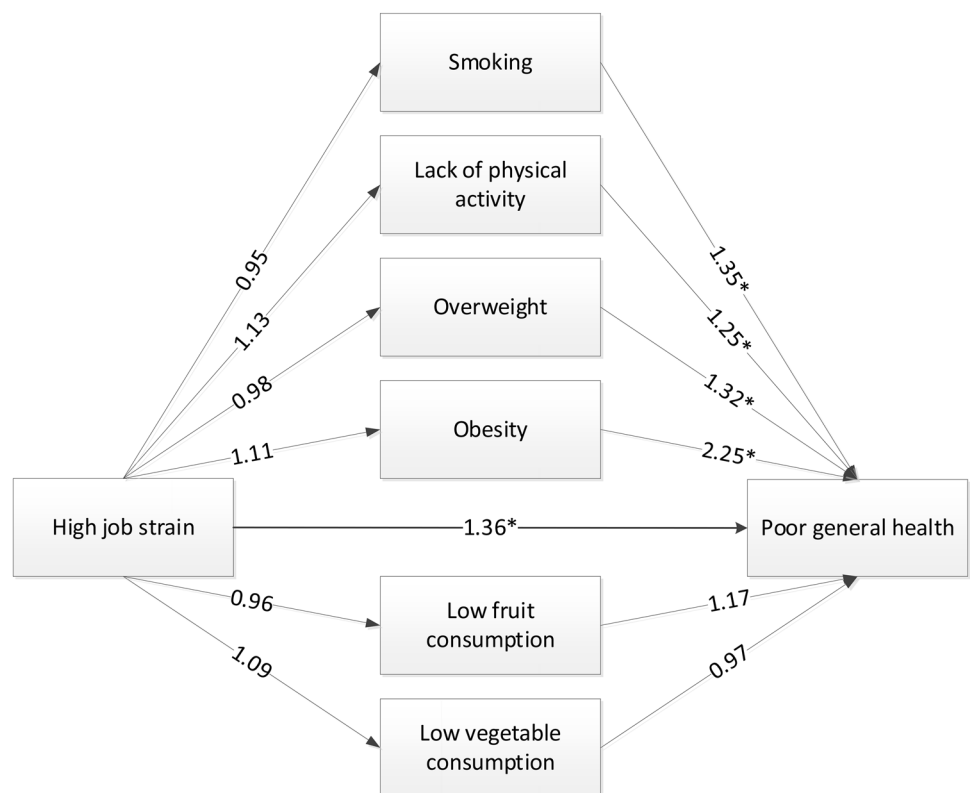 Smoking
Lack of physical
activity
0.95
1.35*
1.13
1.25*
Overweight
0.98
1.32*
Obesity
1.11
2.25*
High job strain
1.36*
Poor general health
0.96
Low fruit
consumption
1.17
1.09
0.97
Low vegetable
consumption